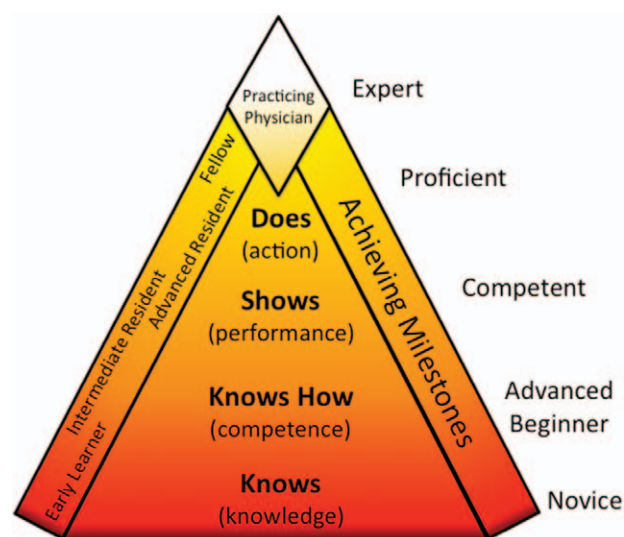 Practicing
Physician
Expert
Fellow
Proficient
Advanced Resident
Does
(action)
Achieving Milestones
Competent
Shows
(performance)
Intermediate Resident
Knows How
(competence)
Advanced
Beginner
Early Learner
Knows
(knowledge)
Novice